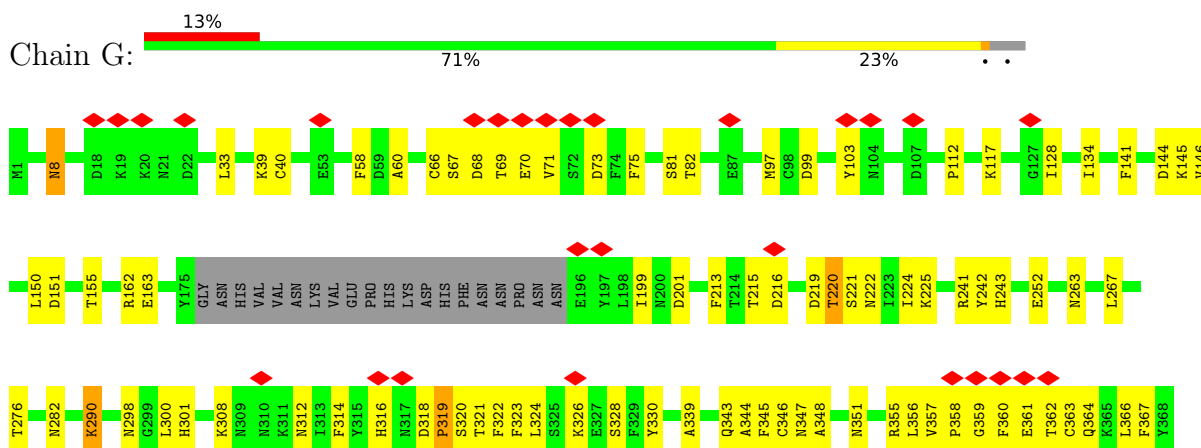 13%
Chain G:
71% 23% . .
M1 N8 D18 K19 K20 N21 D22 L33 K39 C40 E53 F58 D59 A60 C66 S67 D68 T69 E70 V71 S72 D73 F74 F75 S81 T82 E87 M97 C98 D99 Y103 N104 D107 P112 K117 G127 I128 I134 F141 D144 K145 V146
L150 D151 T155 R162 E163 Y175 GLY ASN HIS VAL VAL ASN LYS VAL GLU PRO HIS LYS ASP HIS PHE ASN ASN PRO ASN ASN E196 Y197 L198 I199 N200 D201 F213 T214 T215 D216 D219 T220 S221 N222 I223 I224 K225 R241 Y242 H243 E252 N263 L267
T276 N282 K290 N298 G299 L300 H301 K308 N309 N310 K311 N312 I313 F314 Y315 H316 N317 D318 P319 S320 T321 F322 F323 L324 S325 K326 E327 S328 F329 Y330 A339 Q343 A344 F345 C346 N347 A348 N351 R355 L356 V357 P358 G359 F360 E361 T362 C363 Q364 K365 L366 F367 Y368